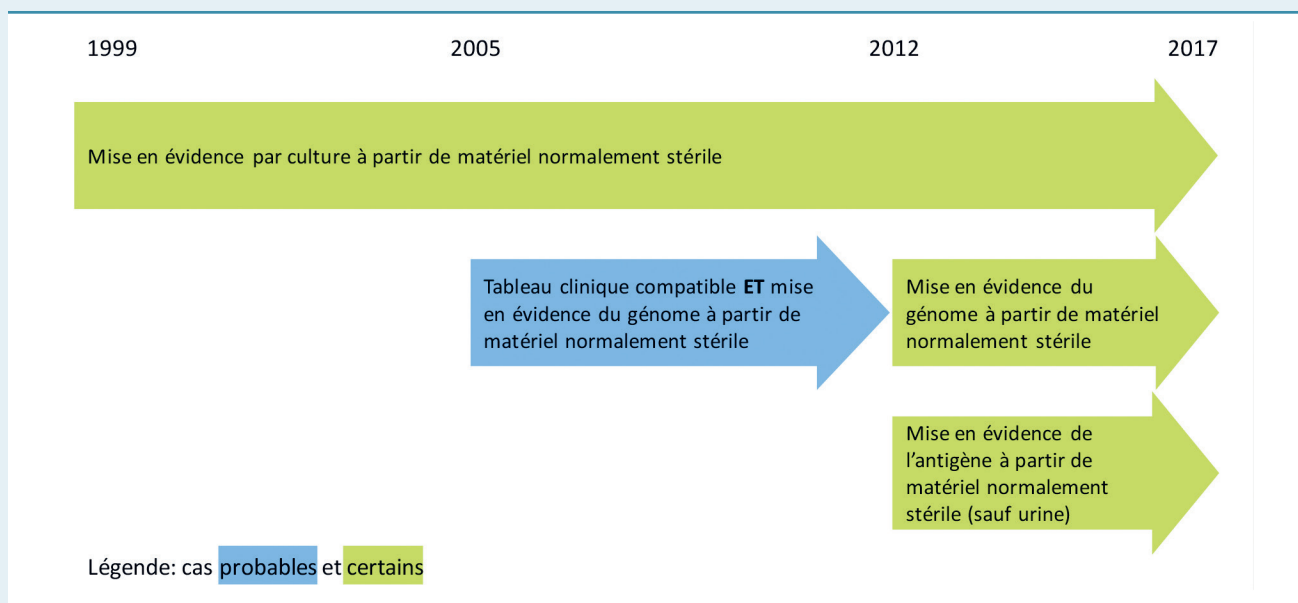 1999 2005 2012 2017
Mise en évidence par culture à partir de matériel normalement stérile
Tableau clinique compatible ET mise
en évidence du génome à partir de
matériel normalement stérile
Mise en évidence du
génome à partir de matériel
normalement stérile
Mise en évidence de
l’antigène à partir de
matériel normalement
stérile (sauf urine)
Légende: cas probables et certains